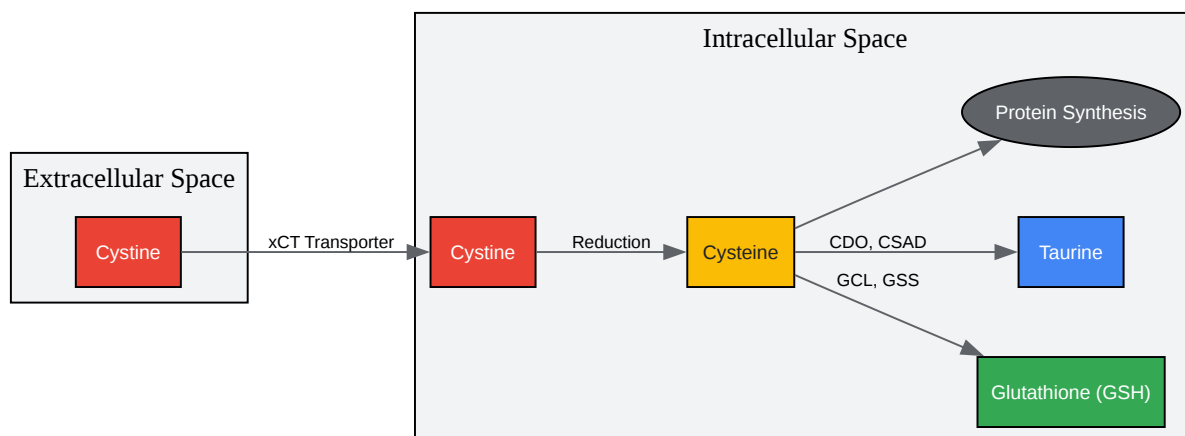 Intracellular Space
Protein Synthesis
Extracellular Space
Cystine
xCT Transporter
Cystine
Reduction
Cysteine
CDO, CSAD
Taurine
GCL, GSS
Glutathione (GSH)